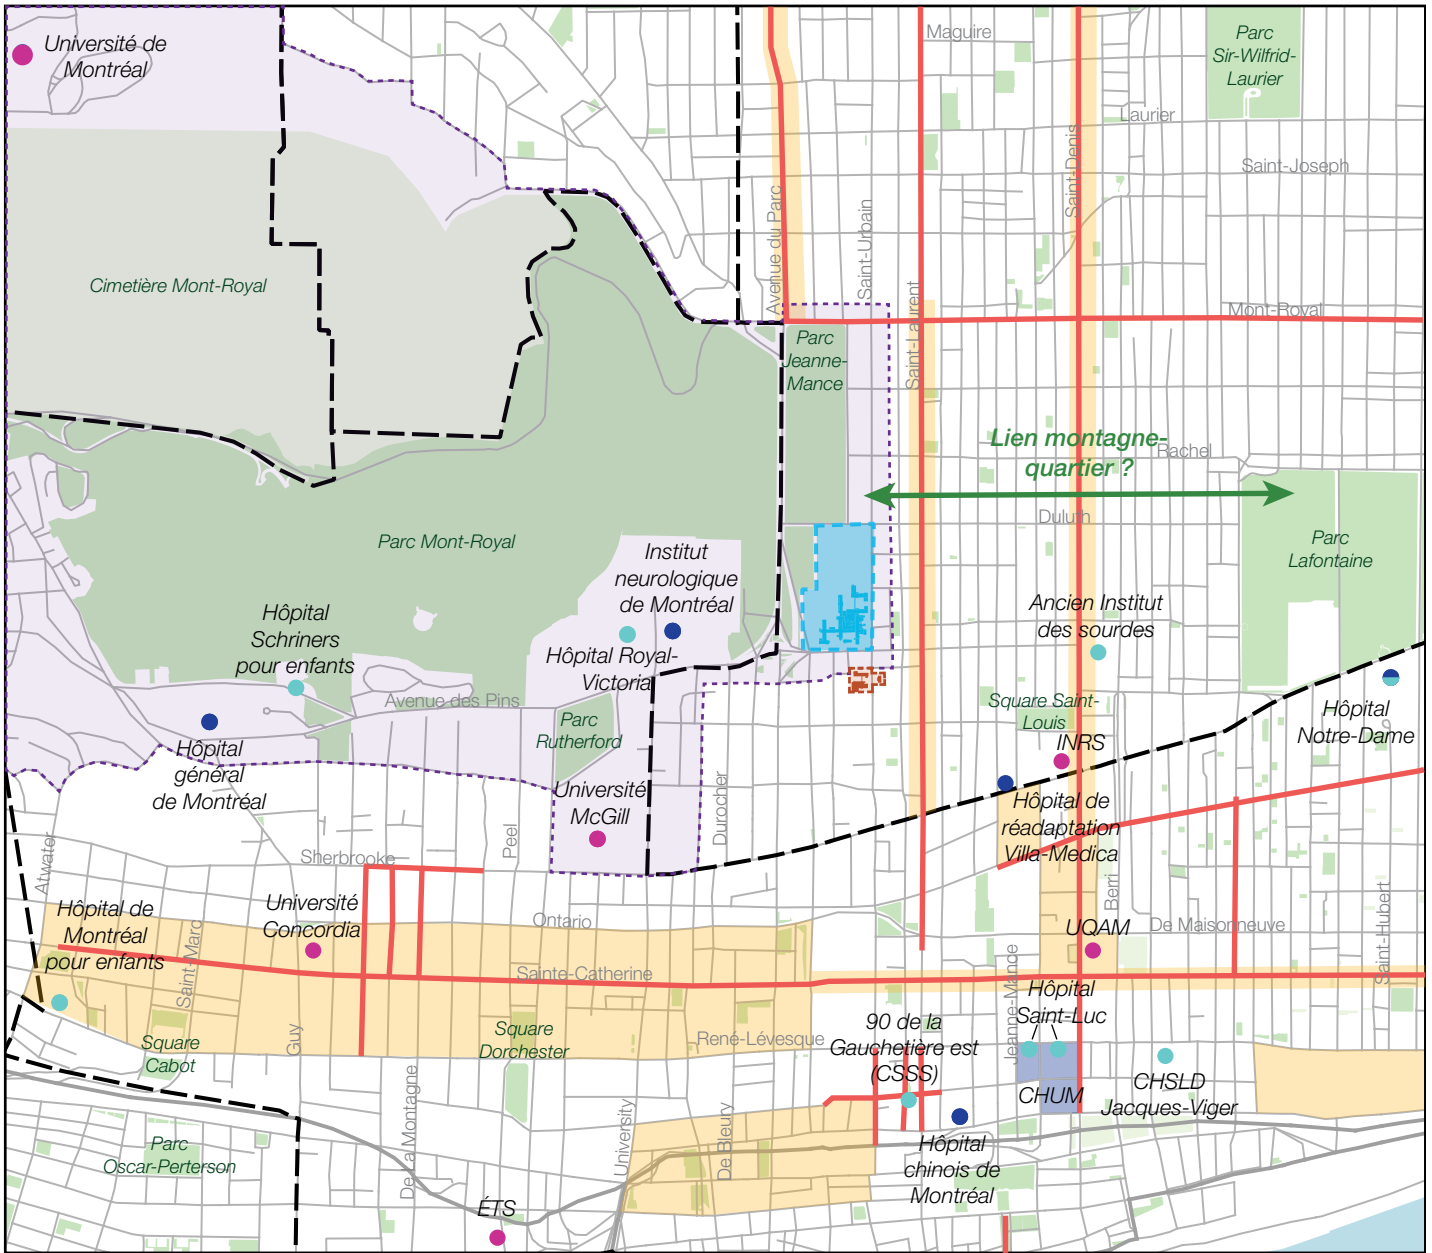 Université de
Montréal
Maguire
Parc
Sir-Wilfrid-
Laurier
Laurier
Saint-Denis
Saint-Joseph
Avenue du Parc
Saint-Urbain
Cimetière Mont-Royal
Saint-Laurent
Mont-Royal
Parc
Jeanne-
Mance
Lien montagne-
quartier ?
Rachel
Duluth
Parc
Lafontaine
Parc Mont-Royal
Institut
neurologique
de Montréal
Hôpital
Schriners
pour enfants
Ancien Institut
des sourdes
Hôpital Royal-
Victoria
Avenue des Pins
Square Saint-
Louis
Parc
Rutherford
INRS
Hôpital
Notre-Dame
Hôpital
général
de Montréal
Université
McGill
Durocher
Hôpital de
réadaptation
Villa-Medica
Peel
Atwater
Sherbrooke
Berri
Saint-Hubert
Hôpital de
Montréal
pour enfants
Saint-Marc
Université
Concordia
Ontario
UQAM
De Maisonneuve
Sainte-Catherine
Jeanne-Mance
Hôpital
Saint-Luc
Guy
Square
Dorchester
René-Lévesque
90 de la
Gauchetière est
(CSSS)
Square
Cabot
CHUM
CHSLD
Jacques-Viger
De La Montagne
University
De Bleury
Parc
Oscar-Perterson
Hôpital
chinois de
Montréal
ÉTS